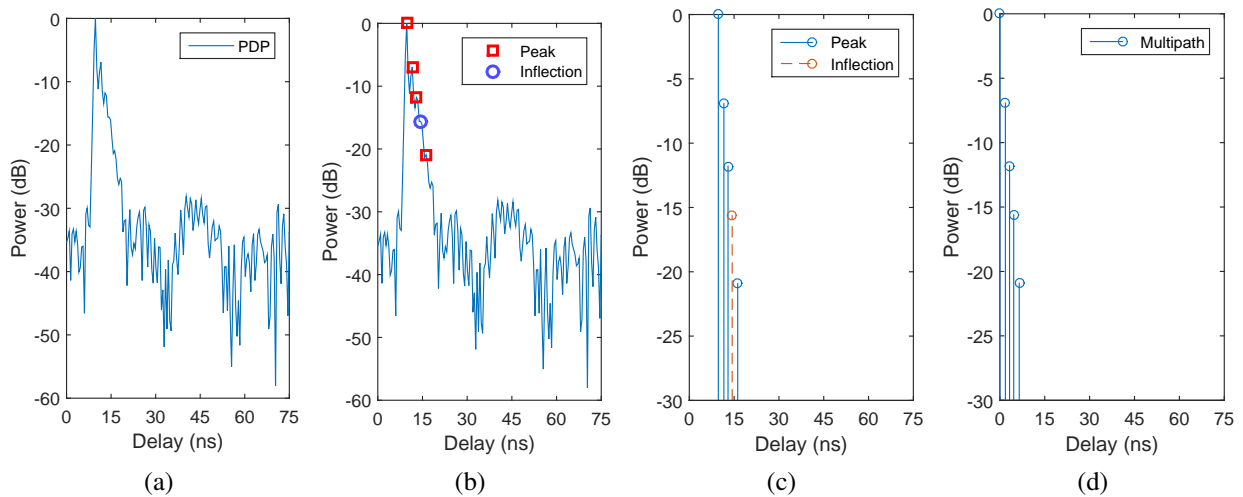 0
-10
-20
-30
-40
-50
-60
Power (dB)
0 15 30 45 60 75
Delay (ns)
PDP
(a)
0
-10
-20
-30
-40
-50
-60
Power (dB)
0 15 30 45 60 75
Delay (ns)
Peak
Inflection
(b)
0
-5
-10
-15
-20
-25
-30
Power (dB)
0 15 30 45 60 75
Delay (ns)
Peak
Inflection
(c)
0
-5
-10
-15
-20
-25
-30
Power (dB)
0 15 30 45 60 75
Delay (ns)
Multipath
(d)